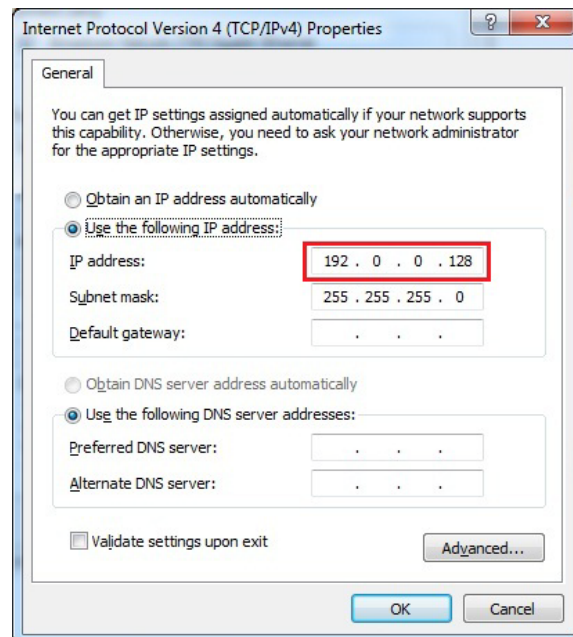 Internet Protocol Version 4 (TCP/IPv4) Properties
General
You can get IP settings assigned automatically if your network supports
this capability. Otherwise, you need to ask your network administrator
for the appropriate IP settings.
Obtain an IP address automatically
Use the following IP address:
IP address: 192 . 0 . 0 . 128
Subnet mask: 255 . 255 . 255 . 0
Default gateway: . . .
Obtain DNS server address automatically
Use the following DNS server addresses:
Preferred DNS server: . . .
Alternate DNS server: . . .
Validate settings upon exit
Advanced...
OK Cancel